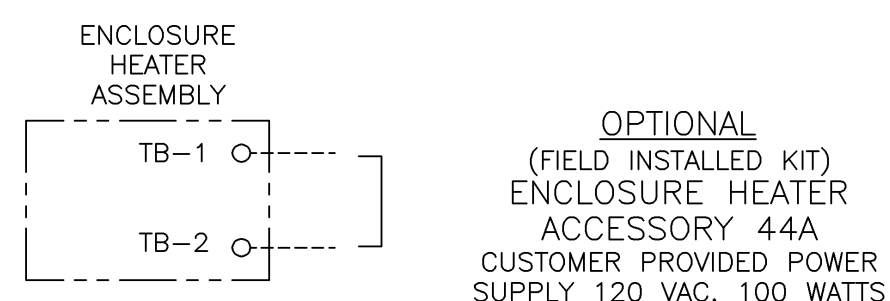 ENCLOSURE
HEATER
ASSEMBLY
TB-1
TB-2
OPTIONAL
(FIELD INSTALLED KIT)
ENCLOSURE HEATER
ACCESSORY 44A
CUSTOMER PROVIDED POWER
SUPPLY 120 VAC, 100 WATTS